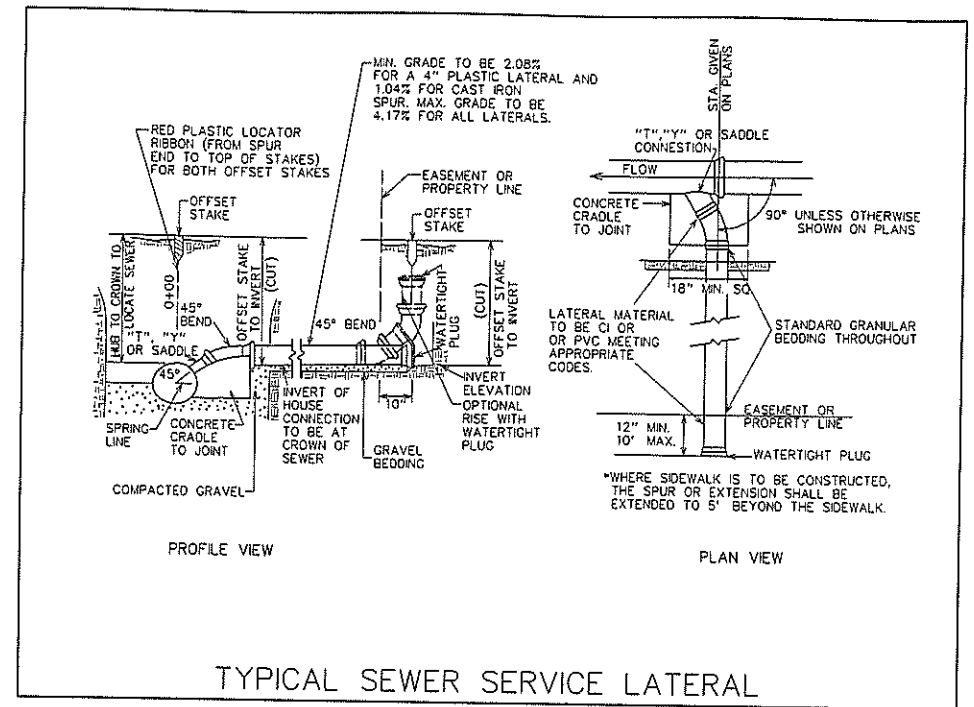 MIN. GRADE TO BE 2.08%
FOR A 4" PLASTIC LATERAL AND
1.04% FOR CAST IRON
SPUR. MAX. GRADE TO BE
4.17% FOR ALL LATERALS.
RED PLASTIC LOCATOR
RIBBON (FROM SPUR
END TO TOP OF STAKES)
FOR BOTH OFFSET STAKES
OFFSET
STAKE
EASEMENT OR
PROPERTY LINE
OFFSET
STAKE
HUB TO CROWN TO
LOCATE SEWER
0+00
OFFSET STAKE
TO INVERT
(CUT)
45°
BEND
"T", "Y"
OR SADDLE
45°
45° BEND
WATERTIGHT
PLUG
(CUT)
OFFSET STAKE
TO INVERT
SPRING
LINE
CONCRETE
CRADLE
TO JOINT
COMPACTED GRAVEL
INVERT OF
HOUSE
CONNECTION
TO BE AT
CROWN OF
SEWER
10"
GRAVEL
BEDDING
INVERT
ELEVATION
OPTIONAL
RISE WITH
WATERTIGHT
PLUG
PROFILE VIEW
STA. GIVEN
ON PLANS
"T","Y" OR SADDLE
CONNESTION
FLOW
CONCRETE
CRADLE
TO JOINT
90° UNLESS OTHERWISE
SHOWN ON PLANS
18" MIN. SQ
LATERAL MATERIAL
TO BE CI OR
OR PVC MEETING
APPROPRIATE
CODES.
STANDARD GRANULAR
BEDDING THROUGHOUT
EASEMENT OR
PROPERTY LINE
12" MIN.
10' MAX.
WATERTIGHT PLUG
*WHERE SIDEWALK IS TO BE CONSTRUCTED,
THE SPUR OR EXTENSION SHALL BE
EXTENDED TO 5' BEYOND THE SIDEWALK.
PLAN VIEW
TYPICAL SEWER SERVICE LATERAL